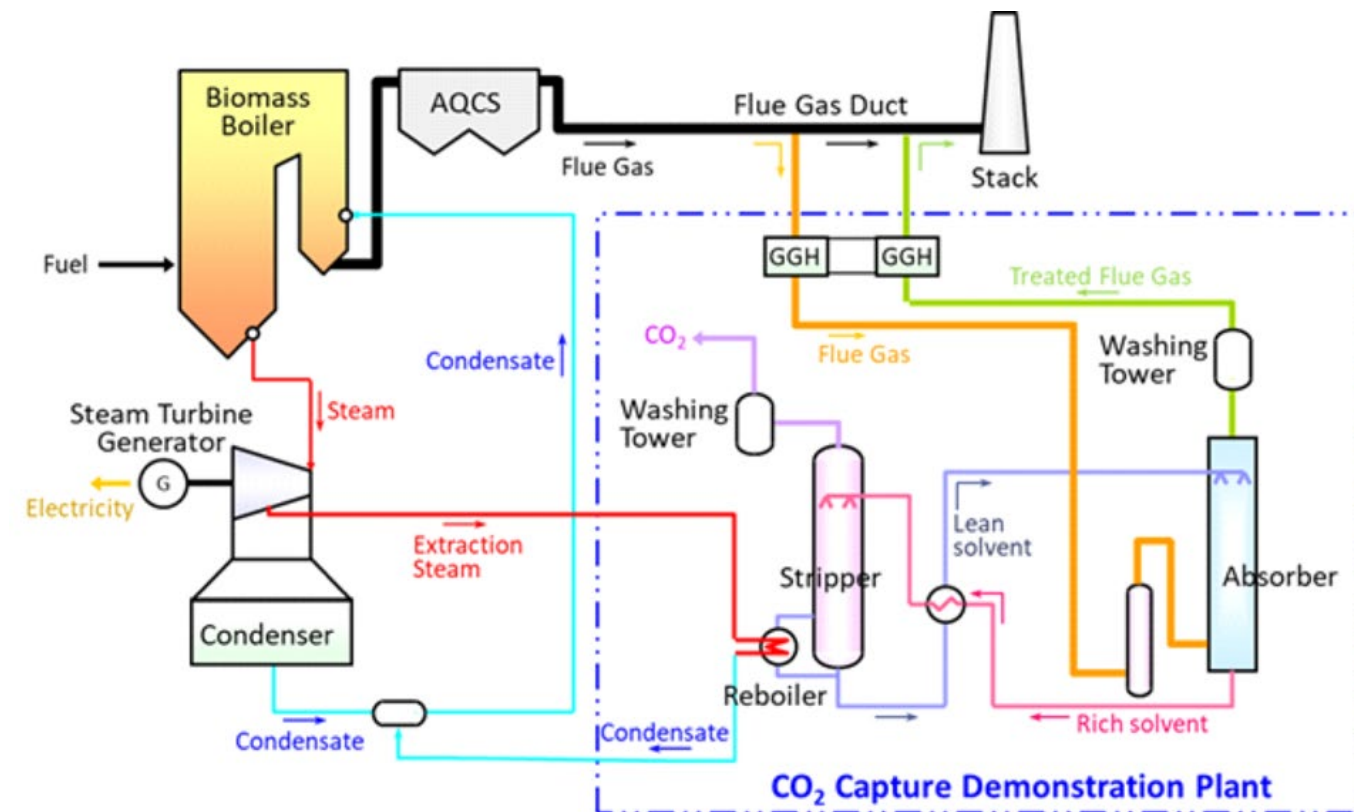 Biomass
Boiler
AQCS
Flue Gas Duct
Flue Gas
Stack
Fuel
GGH
GGH
Treated Flue Gas
CO₂
Flue Gas
Condensate
Washing
Tower
Washing
Tower
Steam
Steam Turbine
Generator
G
Electricity
Extraction
Steam
Lean
solvent
Stripper
Absorber
Condenser
Reboiler
Rich solvent
Condensate
Condensate
CO₂ Capture Demonstration Plant